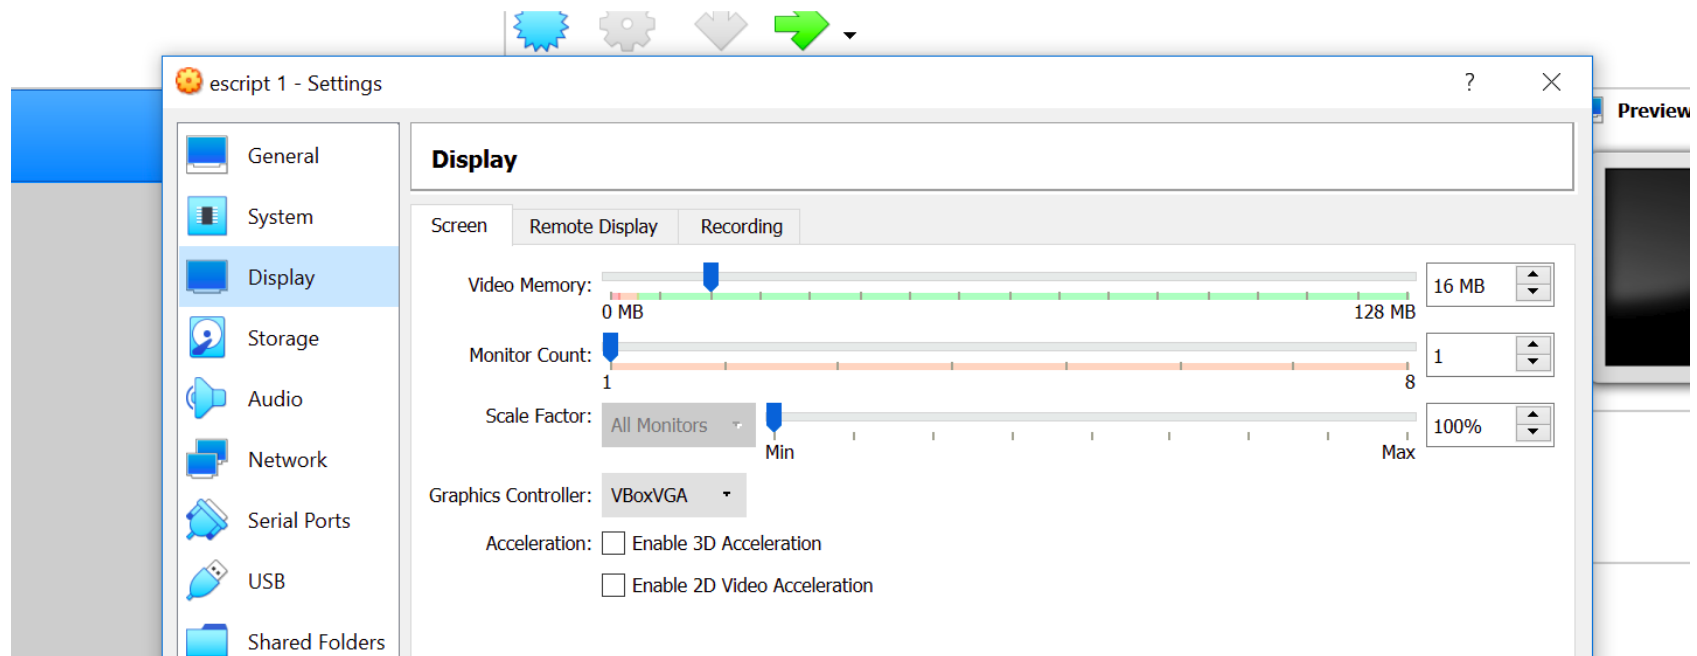 escript 1 - Settings
?
Preview
General
System
Display
Storage
Audio
Network
Serial Ports
USB
Shared Folders
Display
Screen
Remote Display
Recording
Video Memory:
16 MB
0 MB
128 MB
Monitor Count:
1
1
8
Scale Factor:
All Monitors
100%
Min
Max
Graphics Controller:
VBoxVGA
Acceleration:
Enable 3D Acceleration
Enable 2D Video Acceleration